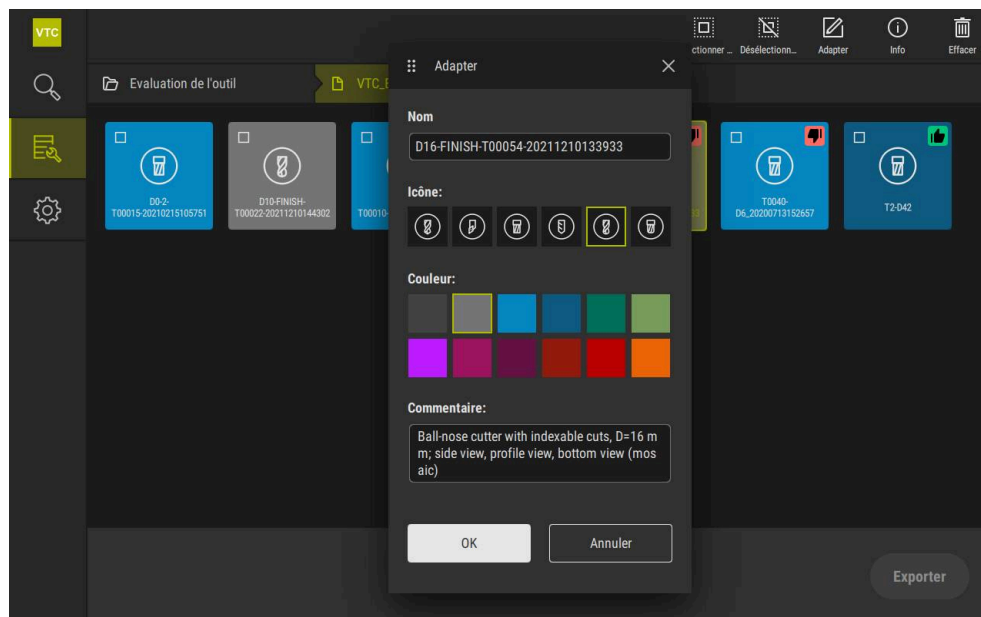 VTC
ctionner ...
Désélectionn...
Adapter
Info
Effacer
Evaluation de l'outil
VTC_E
D0-2-
T00015-20210215105751
D10-FINISH-
T00022-20211210144302
T00010-
T0040-
D6_20200713152657
T2-D42
Adapter
Nom
D16-FINISH-T00054-20211210133933
Icône:
Couleur:
Commentaire:
Ball-nose cutter with indexable cuts, D=16 m
m; side view, profile view, bottom view (mos
aic)
OK
Annuler
Exporter